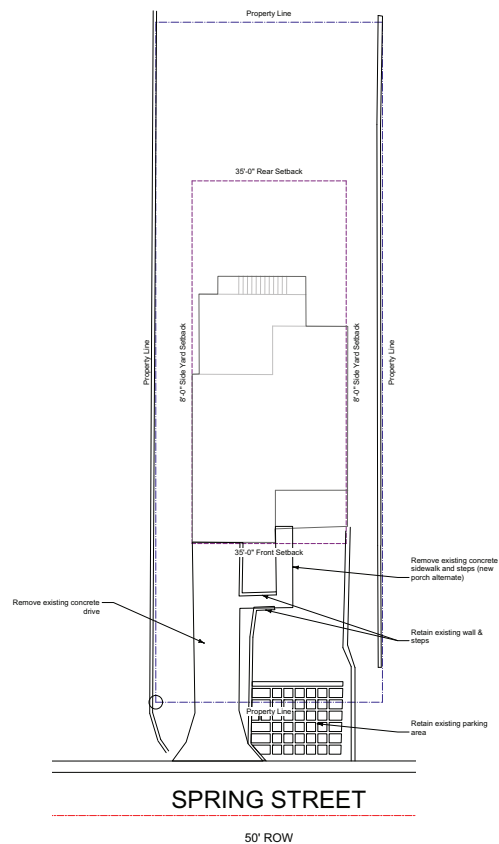 Property Line
35'-0" Rear Setback
Property Line
8'-0" Side Yard Setback
8'-0" Side Yard Setback
Property Line
35'-0" Front Setback
Remove existing concrete
sidewalk and steps (new
porch alternate)
Remove existing concrete
drive
Retain existing wall &
steps
Property Line
Retain existing parking
area
SPRING STREET
50' ROW